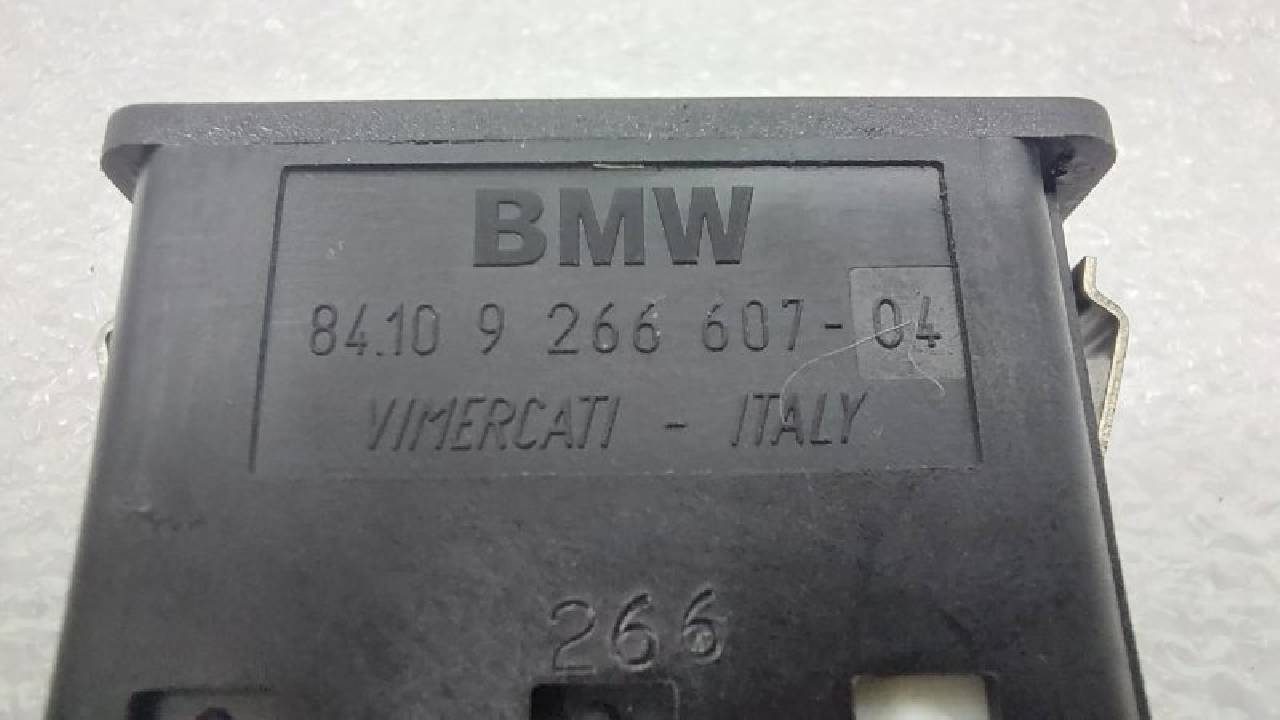 BMW
84.10 9 266 607-04
VIMERCATI - ITALY
266